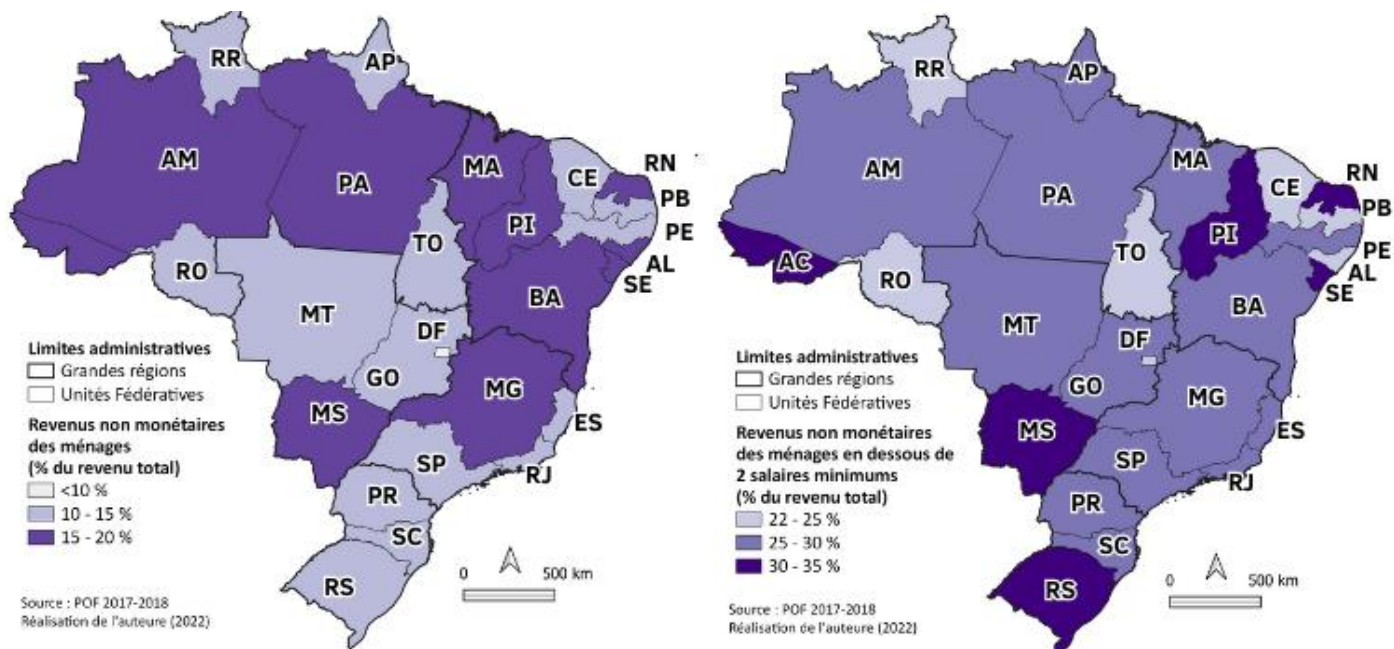 RR
AP
AM
PA
MA
CE
RN
PB
PE
PI
AL
SE
TO
RO
BA
MT
DF
GO
MG
MS
ES
SP
RJ
PR
SC
RS
Limites administratives
Grandes régions
Unités Fédératives
Revenus non monétaires
des ménages
(% du revenu total)
<10 %
10 - 15 %
15 - 20 %
0 500 km
Source : POF 2017-2018
Réalisation de l'auteure (2022)
RR
AP
AM
PA
MA
CE
RN
PB
PI
PE
AC
AL
SE
TO
RO
BA
MT
DF
GO
MG
MS
ES
SP
RJ
PR
SC
RS
Limites administratives
Grandes régions
Unités Fédératives
Revenus non monétaires
des ménages en dessous de
2 salaires minimums
(% du revenu total)
22 - 25 %
25 - 30 %
30 - 35 %
0 500 km
Source : POF 2017-2018
Réalisation de l'auteure (2022)